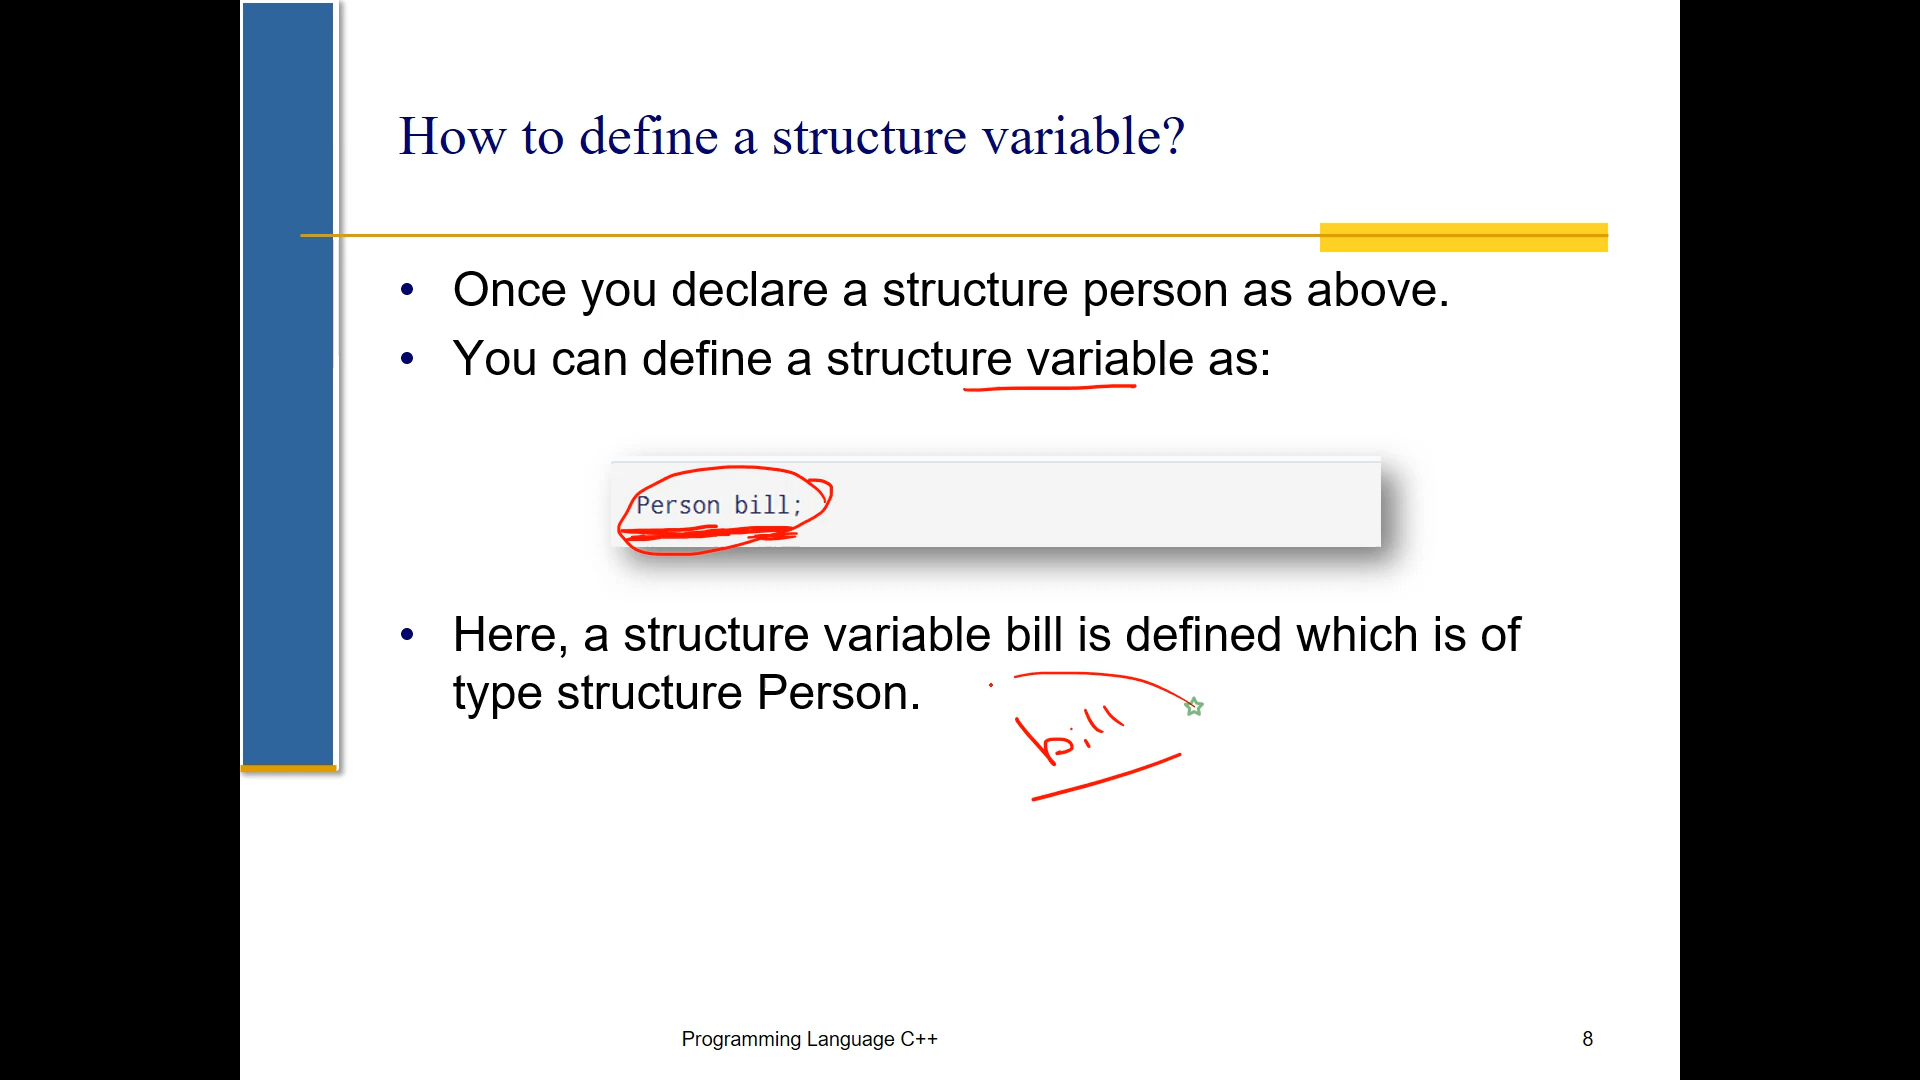 How to define a structure variable?
• Once you declare a structure person as above.
• You can define a structure variable as:
Person bill;
• Here, a structure variable bill is defined which is of
type structure Person.
bill
Programming Language C++
8